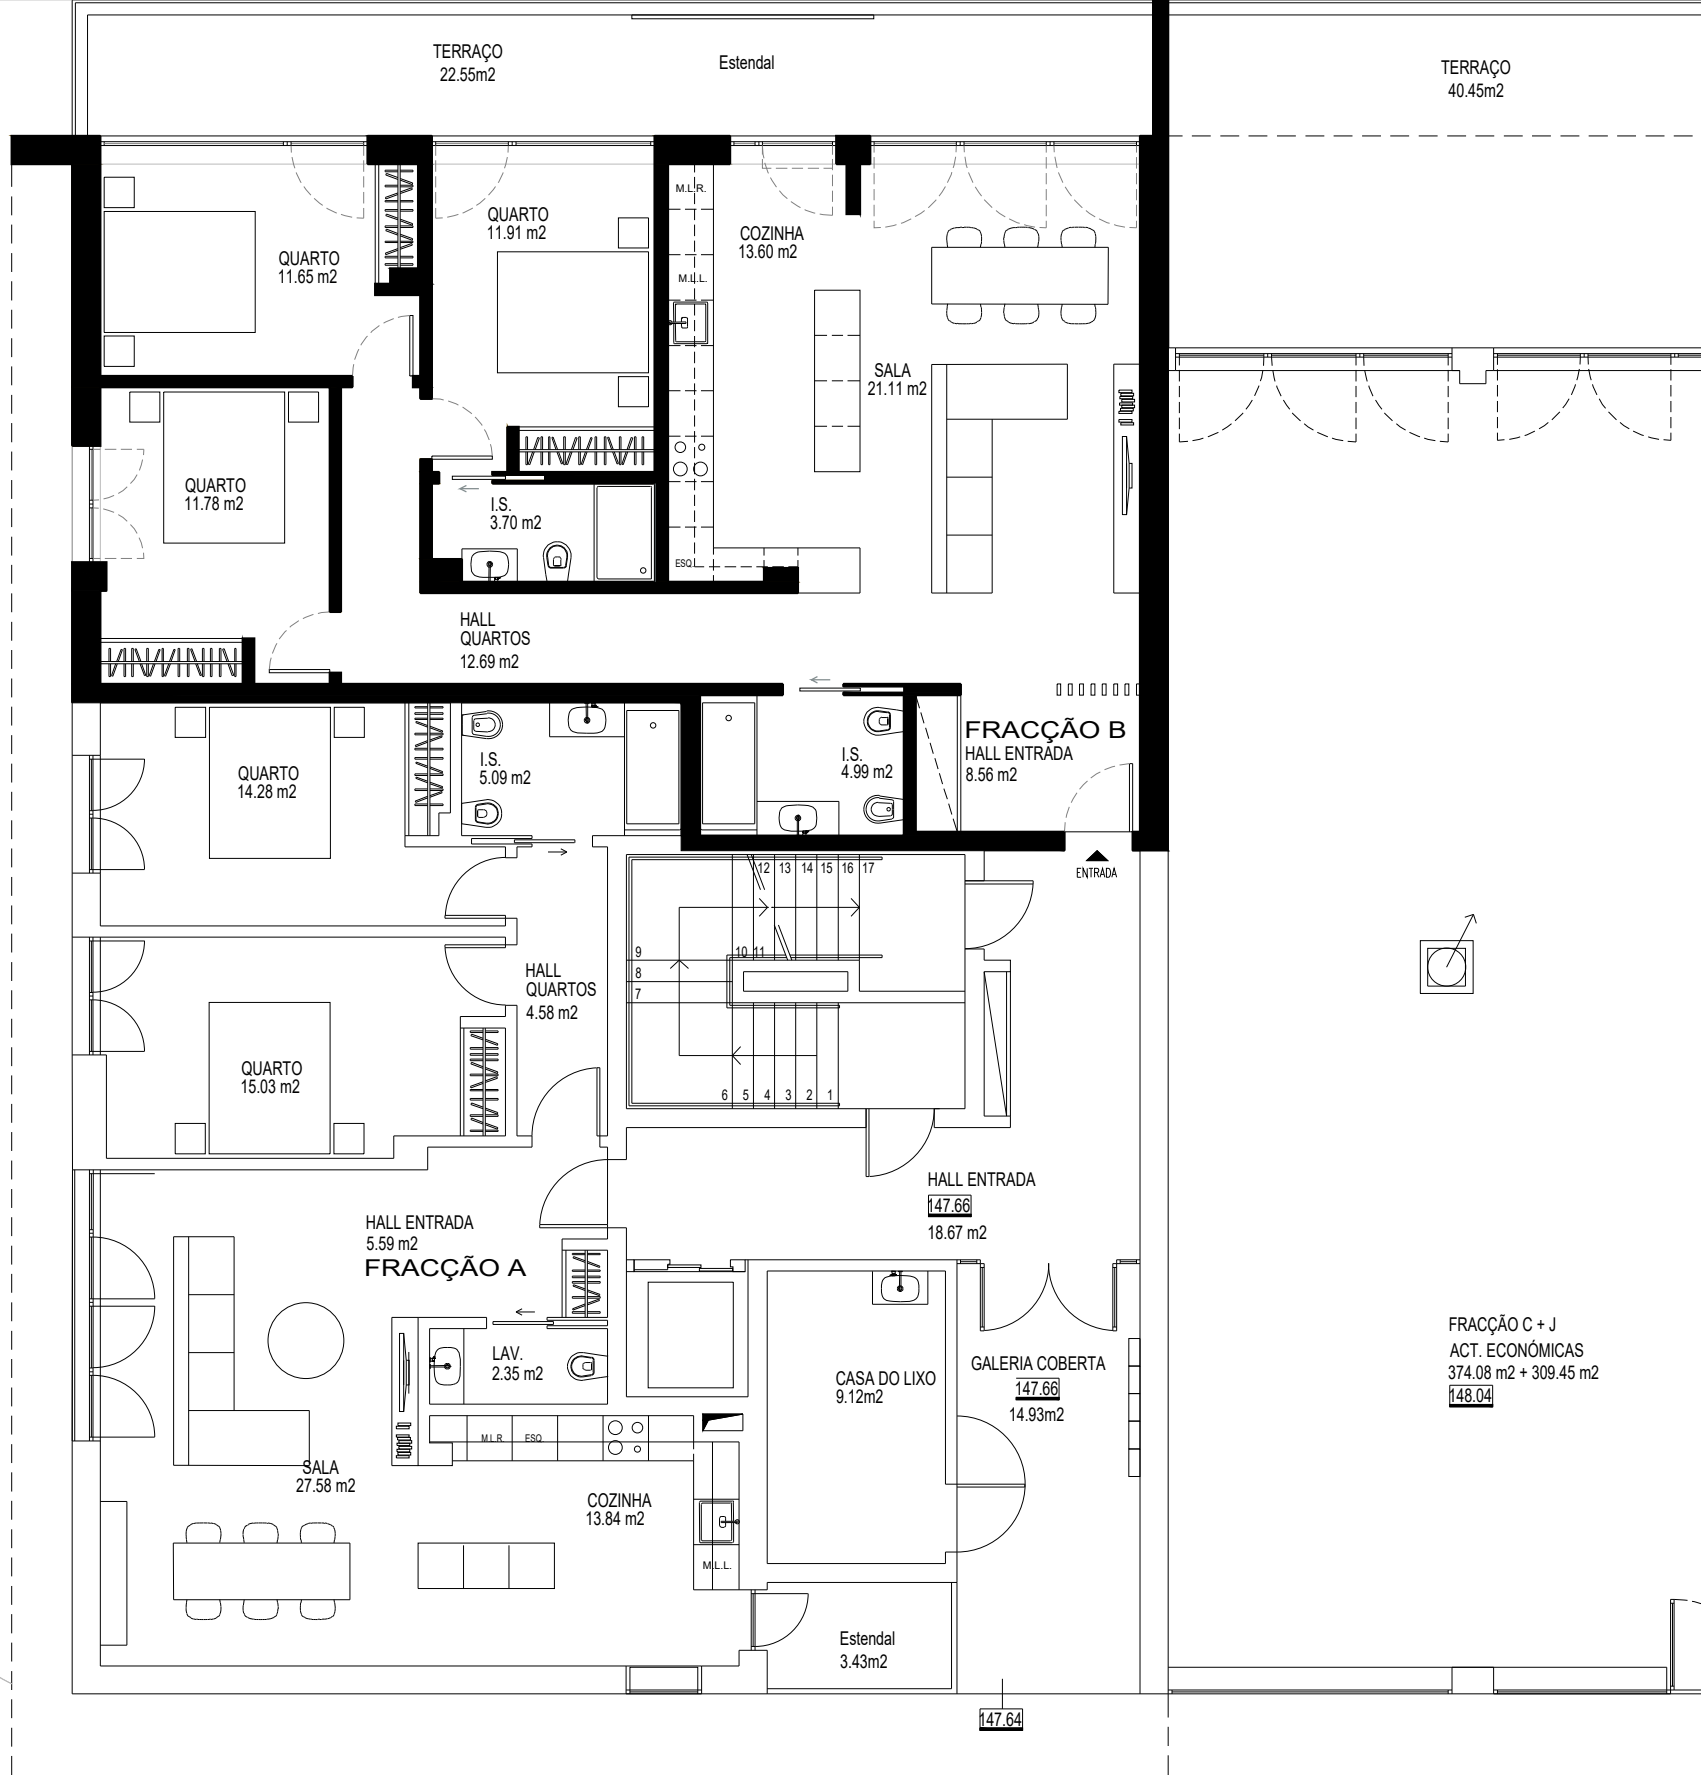 TERRAÇO
22.55m2
Estendal
TERRAÇO
40.45m2
M.L.R.
QUARTO
11.91 m2
COZINHA
13.60 m2
QUARTO
11.65 m2
M.L.L.
SALA
21.11 m2
QUARTO
11.78 m2
I.S.
3.70 m2
ESQ.
HALL
QUARTOS
12.69 m2
FRACÇÃO B
HALL ENTRADA
8.56 m2
I.S.
5.09 m2
I.S.
4.99 m2
QUARTO
14.28 m2
ENTRADA
12 13 14 15 16 17
9
10 11
8
7
HALL
QUARTOS
4.58 m2
QUARTO
15.03 m2
6 5 4 3 2 1
HALL ENTRADA
147.66
18.67 m2
HALL ENTRADA
5.59 m2
FRACÇÃO A
LAV.
2.35 m2
CASA DO LIXO
9.12m2
GALERIA COBERTA
147.66
14.93m2
FRACÇÃO C + J
ACT. ECONÓMICAS
374.08 m2 + 309.45 m2
148.04
M.L.R.
ESQ.
SALA
27.58 m2
COZINHA
13.84 m2
M.L.L.
Estendal
3.43m2
147.64